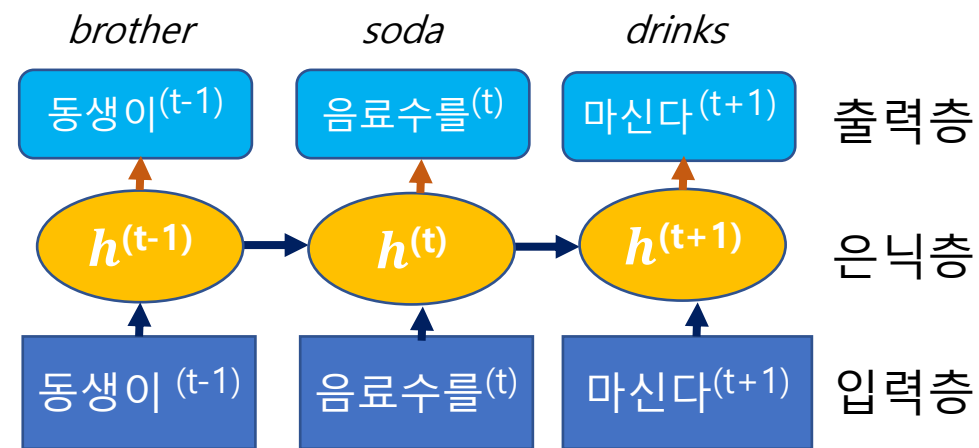 brother soda drinks
동생이(t-1) 음료수를(t) 마신다(t+1) 출력층
h(t-1) h(t) h(t+1) 은닉층
동생이 (t-1) 음료수를(t) 마신다(t+1) 입력층